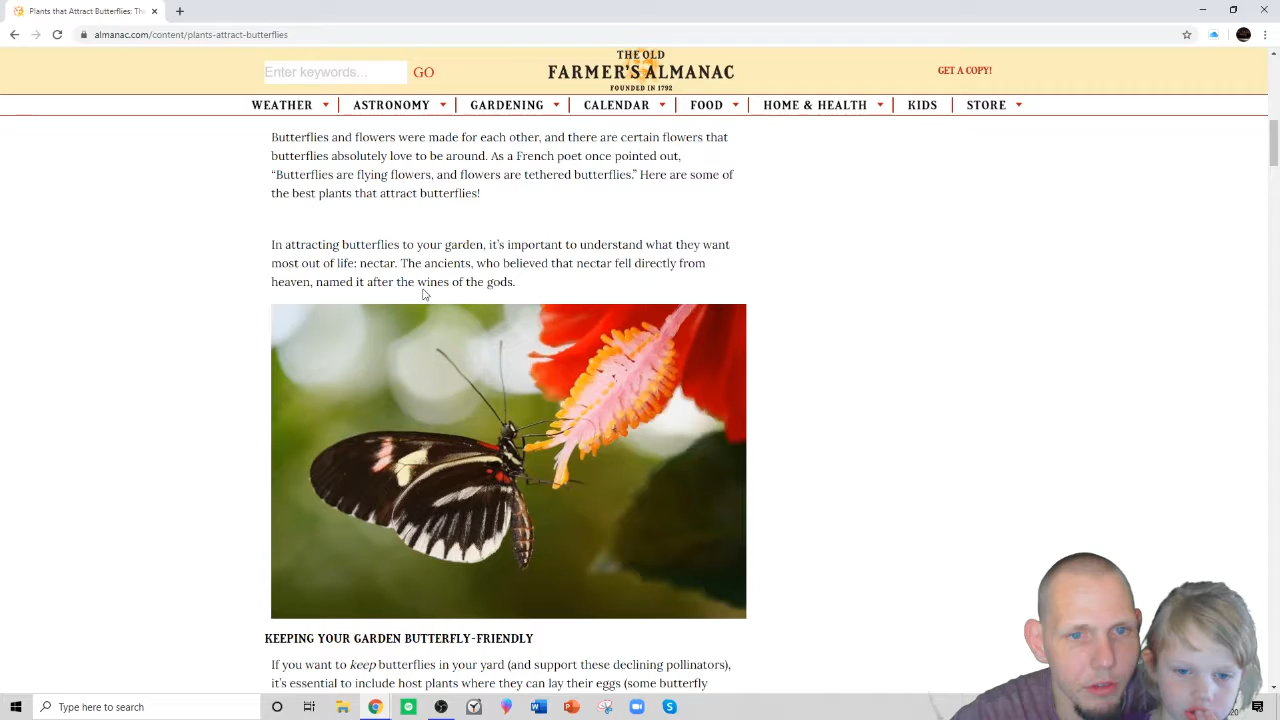 Plants that Attract Butterflies: The
almanac.com/content/plants-attract-butterflies
THE OLD
Enter keywords... GO FARMER'S ALMANAC GET A COPY!
FOUNDED IN 1792
WEATHER ASTRONOMY GARDENING CALENDAR FOOD HOME & HEALTH KIDS STORE
Butterflies and flowers were made for each other, and there are certain flowers that
butterflies absolutely love to be around. As a French poet once pointed out,
“Butterflies are flying flowers, and flowers are tethered butterflies.” Here are some of
the best plants that attract butterflies!
In attracting butterflies to your garden, it’s important to understand what they want
most out of life: nectar. The ancients, who believed that nectar fell directly from
heaven, named it after the wines of the gods.
KEEPING YOUR GARDEN BUTTERFLY-FRIENDLY
If you want to keep butterflies in your yard (and support these declining pollinators),
it’s essential to include host plants where they can lay their eggs (some butterfly
Type here to search